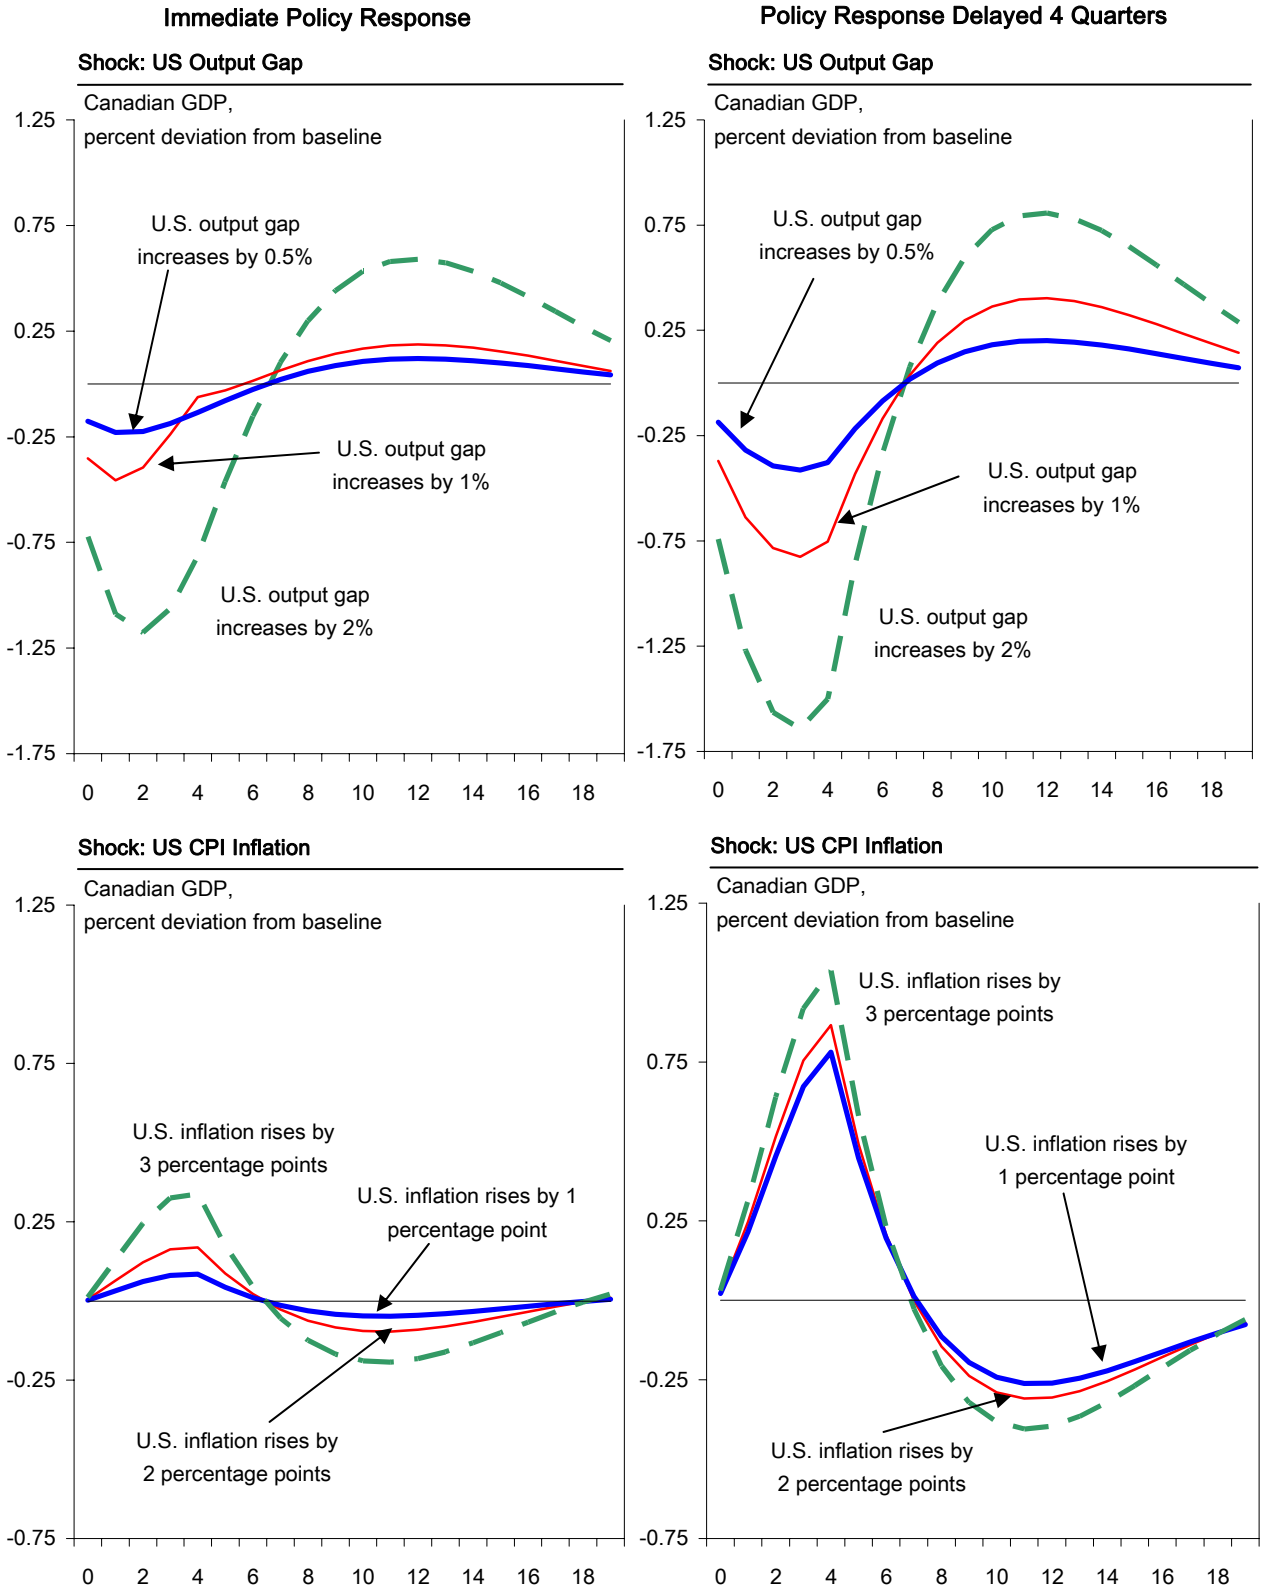 Immediate Policy Response
Policy Response Delayed 4 Quarters
Shock: US Output Gap
Canadian GDP,
percent deviation from baseline
1.25
0.75
0.25
-0.25
-0.75
-1.25
-1.75
U.S. output gap
increases by 0.5%
U.S. output gap
increases by 1%
U.S. output gap
increases by 2%
0 2 4 6 8 10 12 14 16 18
Shock: US Output Gap
Canadian GDP,
percent deviation from baseline
1.25
0.75
0.25
-0.25
-0.75
-1.25
-1.75
U.S. output gap
increases by 0.5%
U.S. output gap
increases by 1%
U.S. output gap
increases by 2%
0 2 4 6 8 10 12 14 16 18
Shock: US CPI Inflation
Canadian GDP,
percent deviation from baseline
1.25
0.75
0.25
-0.25
-0.75
U.S. inflation rises by
3 percentage points
U.S. inflation rises by 1
percentage point
U.S. inflation rises by
2 percentage points
0 2 4 6 8 10 12 14 16 18
Shock: US CPI Inflation
Canadian GDP,
percent deviation from baseline
1.25
0.75
0.25
-0.25
-0.75
U.S. inflation rises by
3 percentage points
U.S. inflation rises by
1 percentage point
U.S. inflation rises by
2 percentage points
0 2 4 6 8 10 12 14 16 18